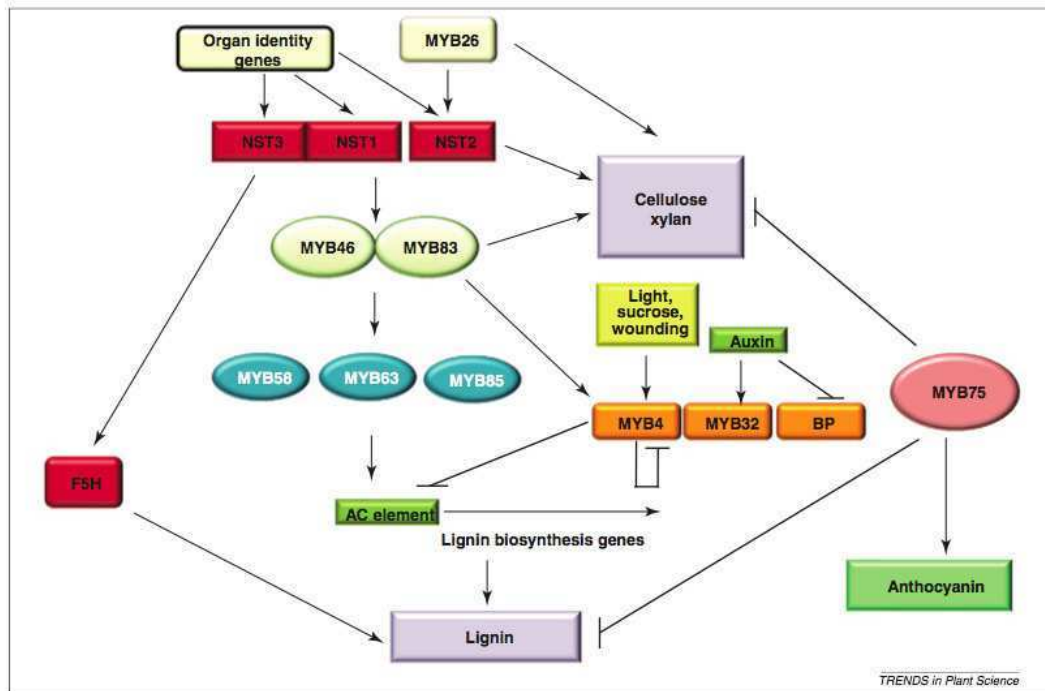 Organ identity
genes
MYB26
NST3
NST1
NST2
Cellulose
xylan
MYB46
MYB83
Light,
sucrose,
wounding
Auxin
MYB58
MYB63
MYB85
MYB4
MYB32
BP
MYB75
F5H
AC element
Lignin biosynthesis genes
Anthocyanin
Lignin
TRENDS in Plant Science